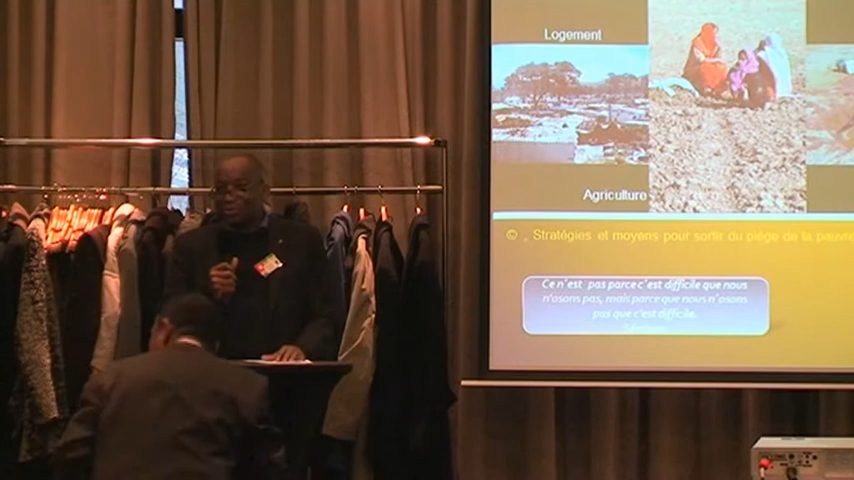 Logement
Agriculture
© Stratégies et moyens pour sortir du piège de la pauvre
Ce n'est pas parce c'est difficile que nous
n'osons pas, mais parce que nous n'osons
pas que c'est difficile.